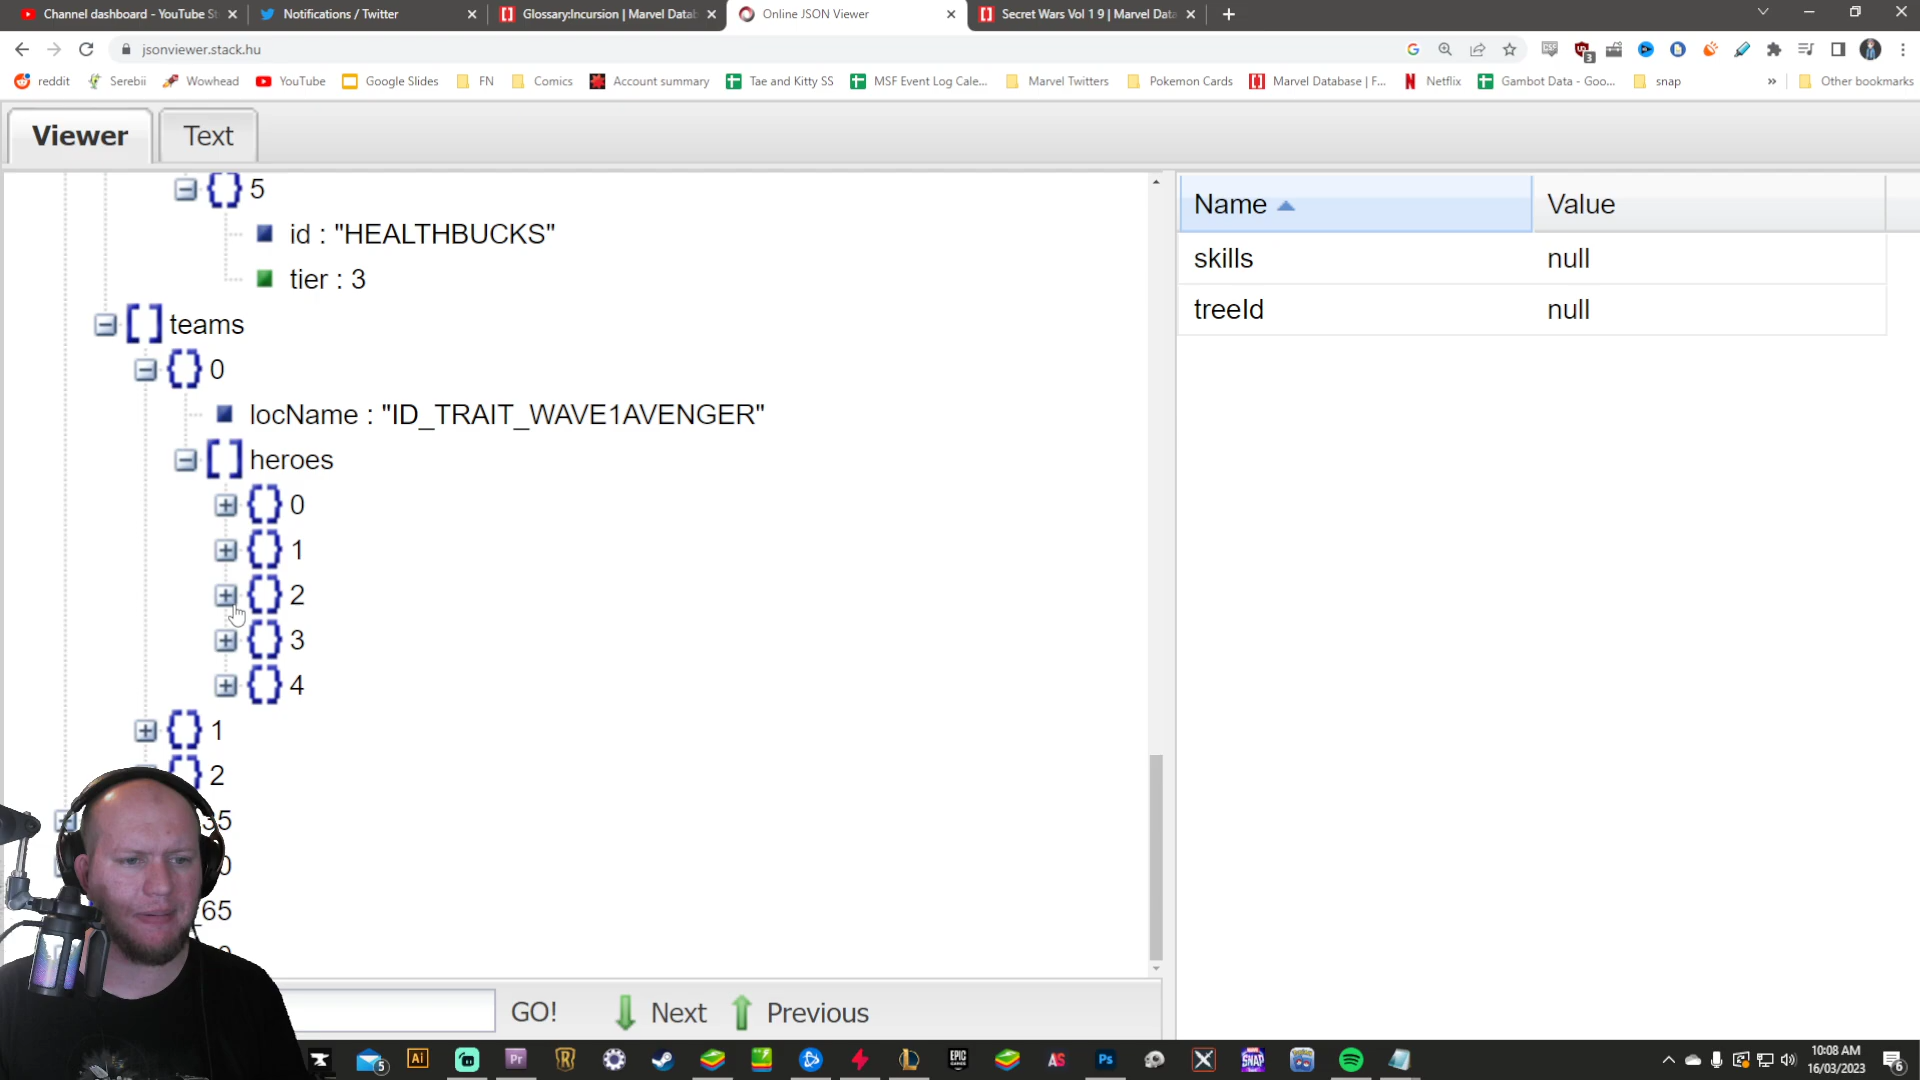 Channel dashboard - YouTube St
Notifications / Twitter
Glossary:Incursion | Marvel Datab
Online JSON Viewer
Secret Wars Vol 1 9 | Marvel Data
jsonviewer.stack.hu
reddit
Serebii
Wowhead
YouTube
Google Slides
FN
Comics
Account summary
Tae and Kitty SS
MSF Event Log Cale...
Marvel Twitters
Pokemon Cards
Marvel Database | F...
Netflix
Gambot Data - Goo...
snap
»
Other bookmarks
Viewer
Text
5
id : "HEALTHBUCKS"
tier : 3
teams
0
locName : "ID_TRAIT_WAVE1AVENGER"
heroes
0
1
2
3
4
1
2
35
0
_65
Name
Value
skills
null
treeId
null
GO!
Next
Previous
10:08 AM
16/03/2023